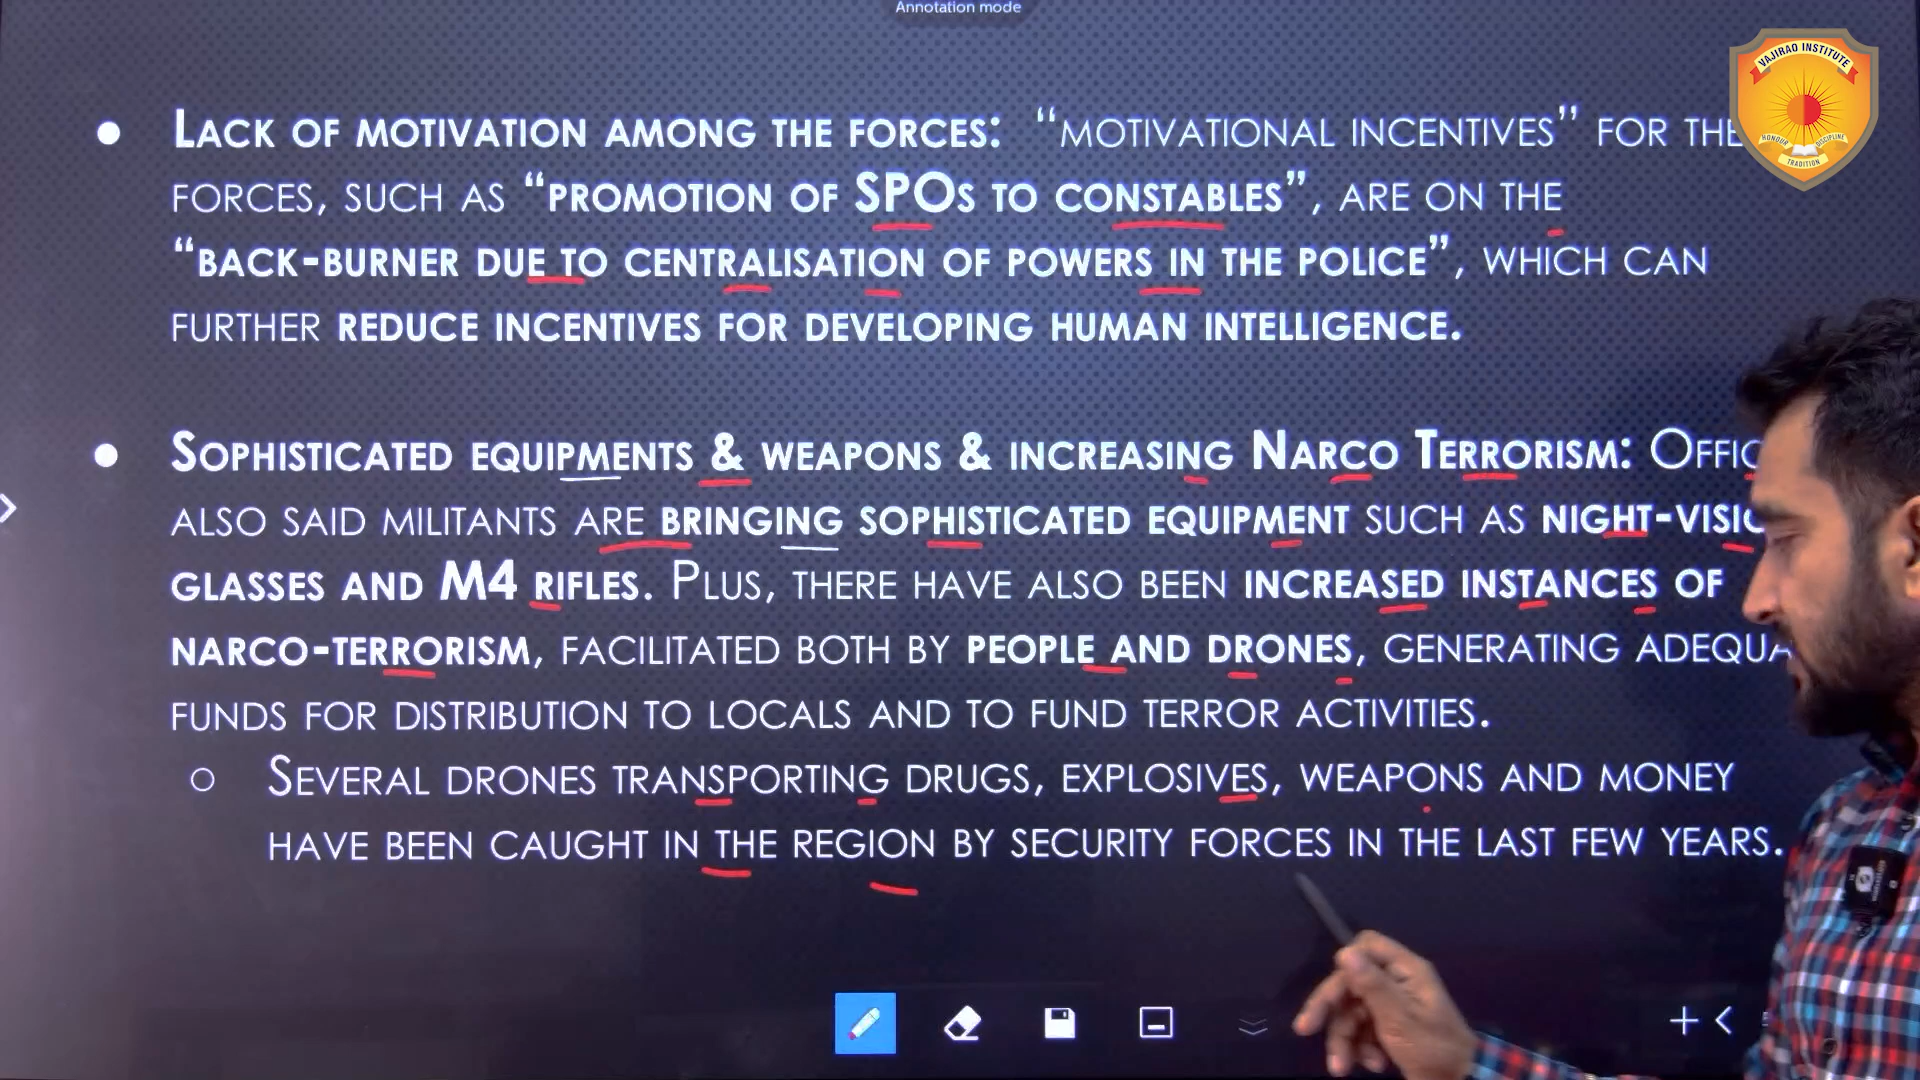 Annotation mode
VAJIRAO INSTITUTE
HONOUR DISCIPLINE
TRADITION
LACK OF MOTIVATION AMONG THE FORCES: “MOTIVATIONAL INCENTIVES” FOR THE
FORCES, SUCH AS “PROMOTION OF SPOS TO CONSTABLES”, ARE ON THE
“BACK-BURNER DUE TO CENTRALISATION OF POWERS IN THE POLICE”, WHICH CAN
FURTHER REDUCE INCENTIVES FOR DEVELOPING HUMAN INTELLIGENCE.
SOPHISTICATED EQUIPMENTS & WEAPONS & INCREASING NARCO TERRORISM:
ALSO SAID MILITANTS ARE BRINGING SOPHISTICATED EQUIPMENT SUCH AS
GLASSES AND M4 RIFLES. PLUS, THERE HAVE ALSO BEEN INCREASED INSTANCES OF
NARCO-TERRORISM, FACILITATED BOTH BY PEOPLE AND DRONES, GENERATING
FUNDS FOR DISTRIBUTION TO LOCALS AND TO FUND TERROR ACTIVITIES.
SEVERAL DRONES TRANSPORTING DRUGS, EXPLOSIVES, WEAPONS AND MONEY
HAVE BEEN CAUGHT IN THE REGION BY SECURITY FORCES IN THE LAST FEW YEARS.